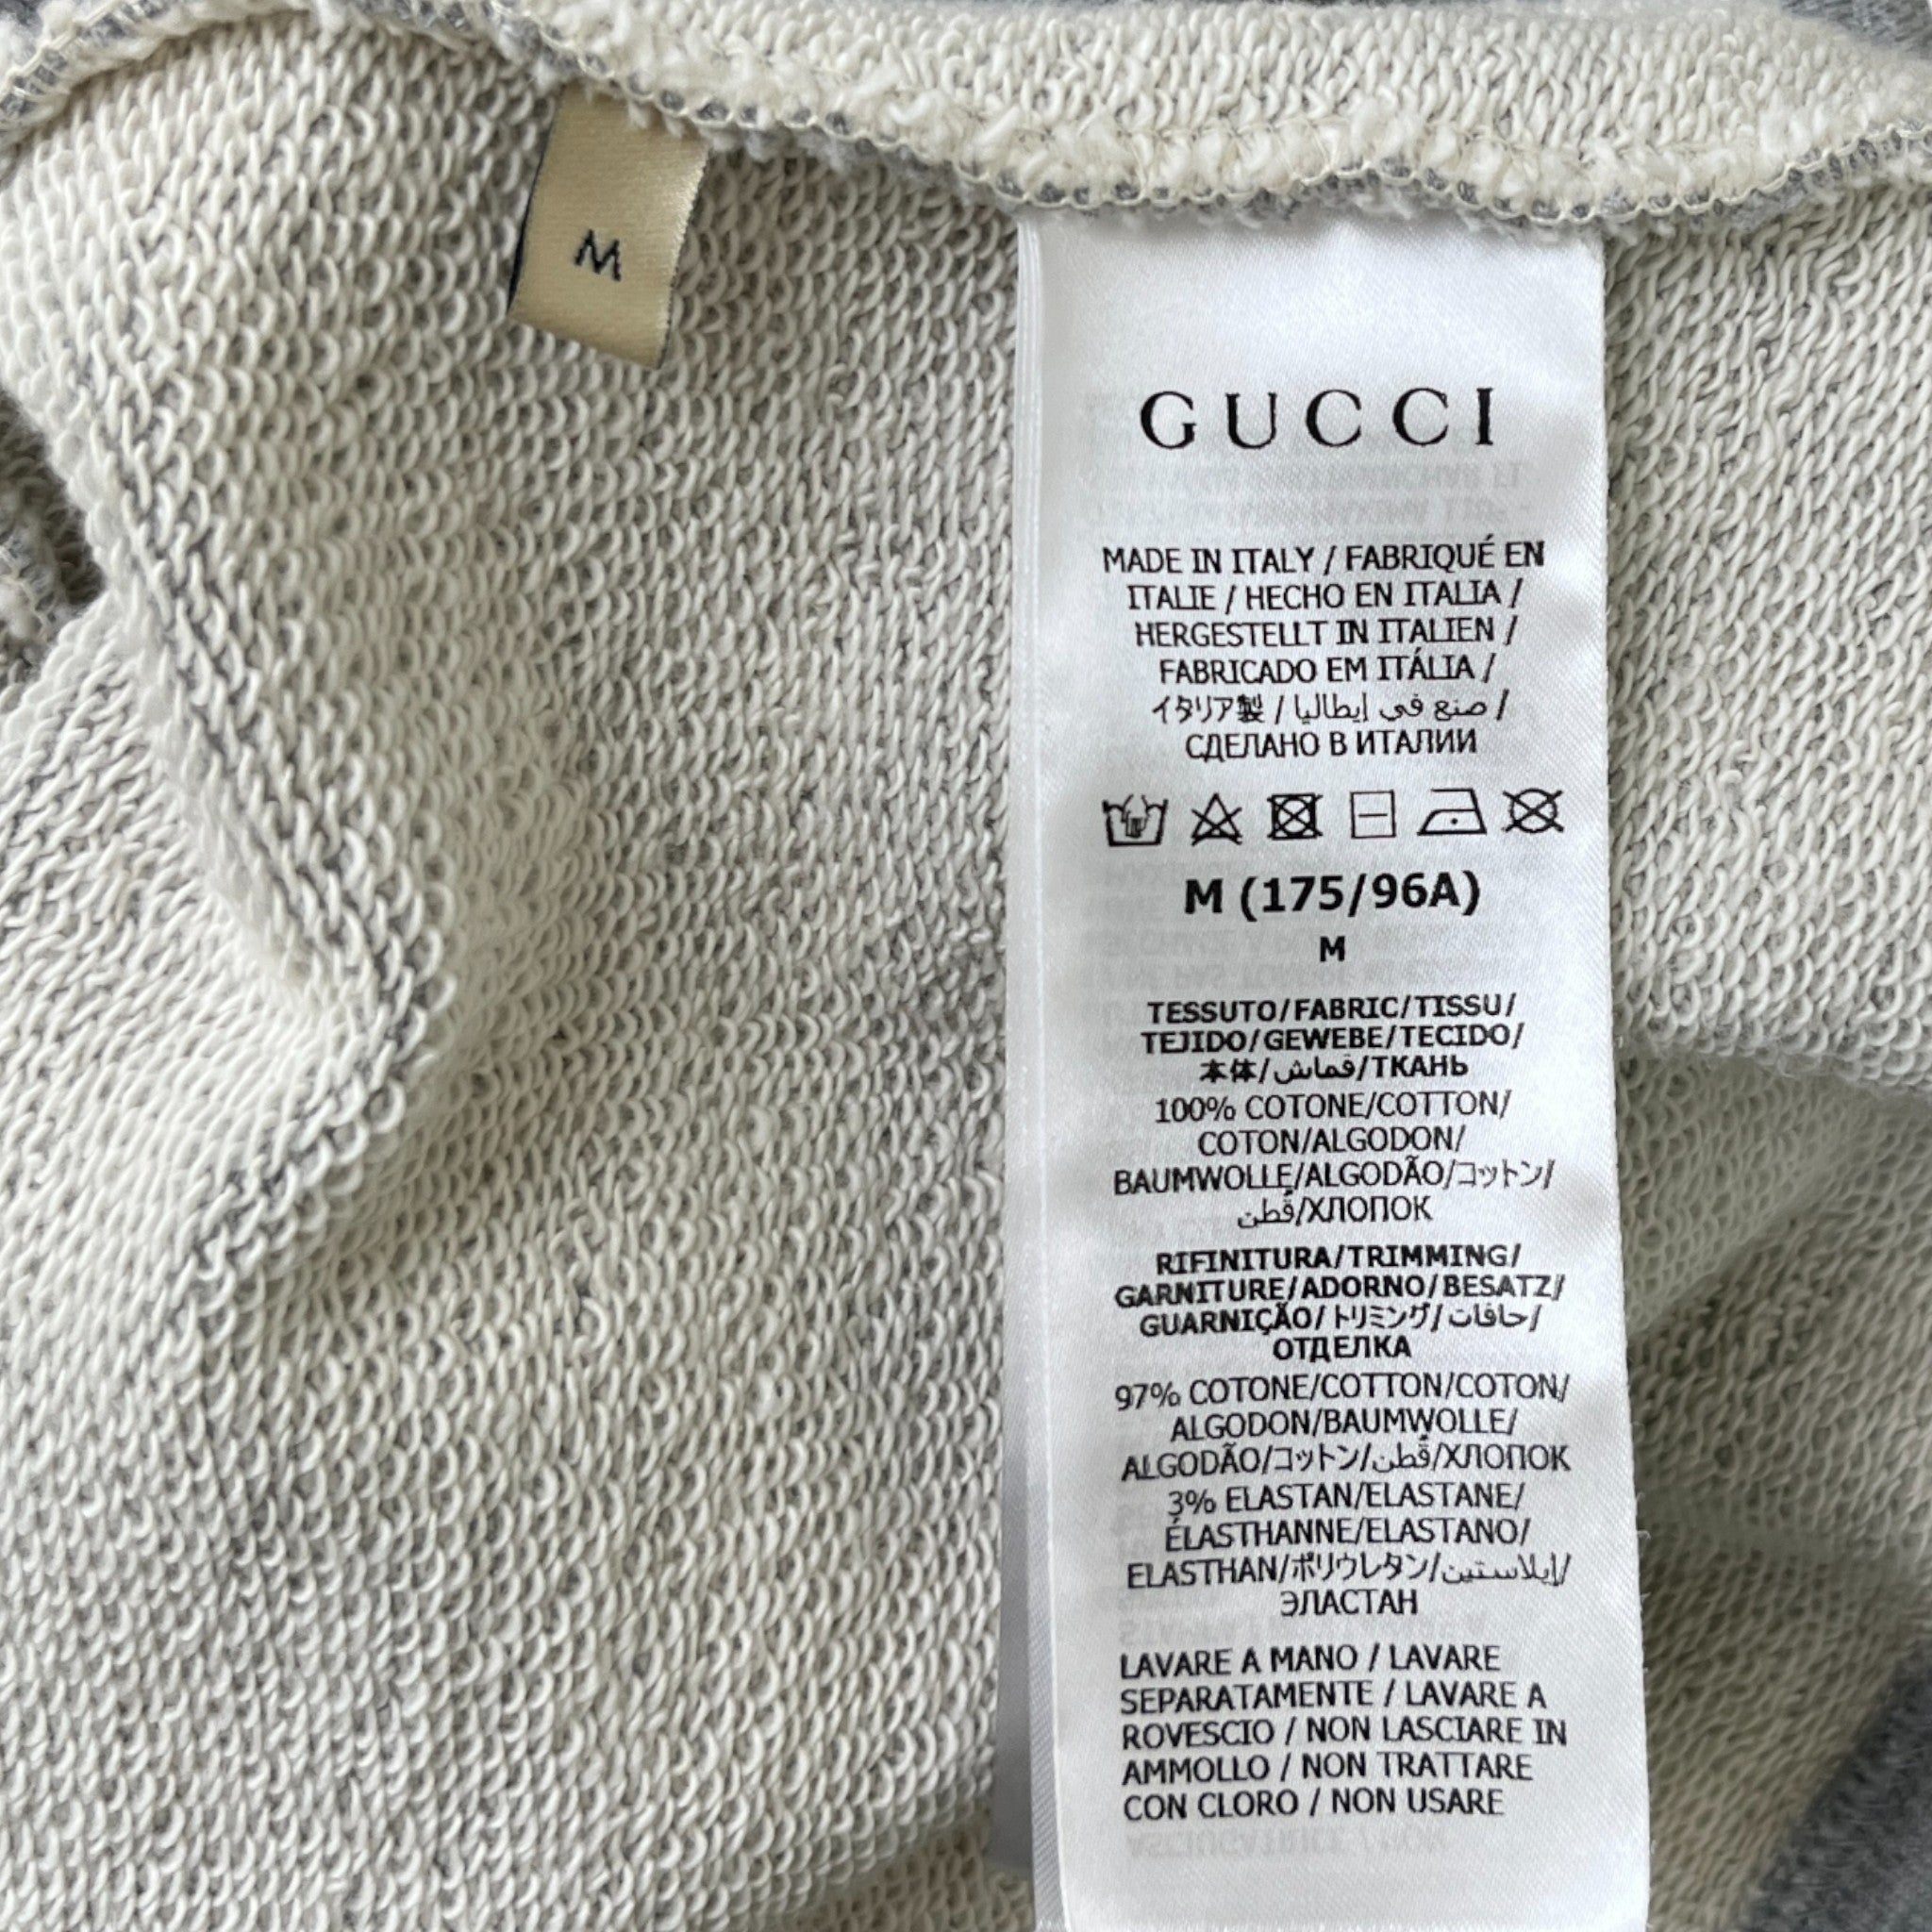 M
GUCCI
MADE IN ITALY / FABRIQUÉ EN
ITALIE / HECHO EN ITALIA /
HERGESTELLT IN ITALIEN /
FABRICADO EM ITÁLIA /
イタリア製 / صنع في إيطاليا /
СДЕЛАНО В ИТАЛИИ
M (175/96A)
M
TESSUTO/FABRIC/TISSU/
TEJIDO/GEWEBE/TECIDO/
本体/قماش/ТКАНЬ
100% COTONE/COTTON/
COTON/ALGODON/
BAUMWOLLE/ALGODÃO/コットン/
قطن/ХЛОПОК
RIFINITURA/TRIMMING/
GARNITURE/ADORNO/BESATZ/
GUARNIÇÃO/トリミング/حافات/
ОТДЕЛКА
97% COTONE/COTTON/COTON/
ALGODON/BAUMWOLLE/
ALGODÃO/コットン/قطن/ХЛОПОК
3% ELASTAN/ELASTANE/
ÉLASTHANNE/ELASTANO/
ELASTHAN/ポリウレタン/إيلاستين/
ЭЛАСТАН
LAVARE A MANO / LAVARE
SEPARATAMENTE / LAVARE A
ROVESCIO / NON LASCIARE IN
AMMOLLO / NON TRATTARE
CON CLORO / NON USARE